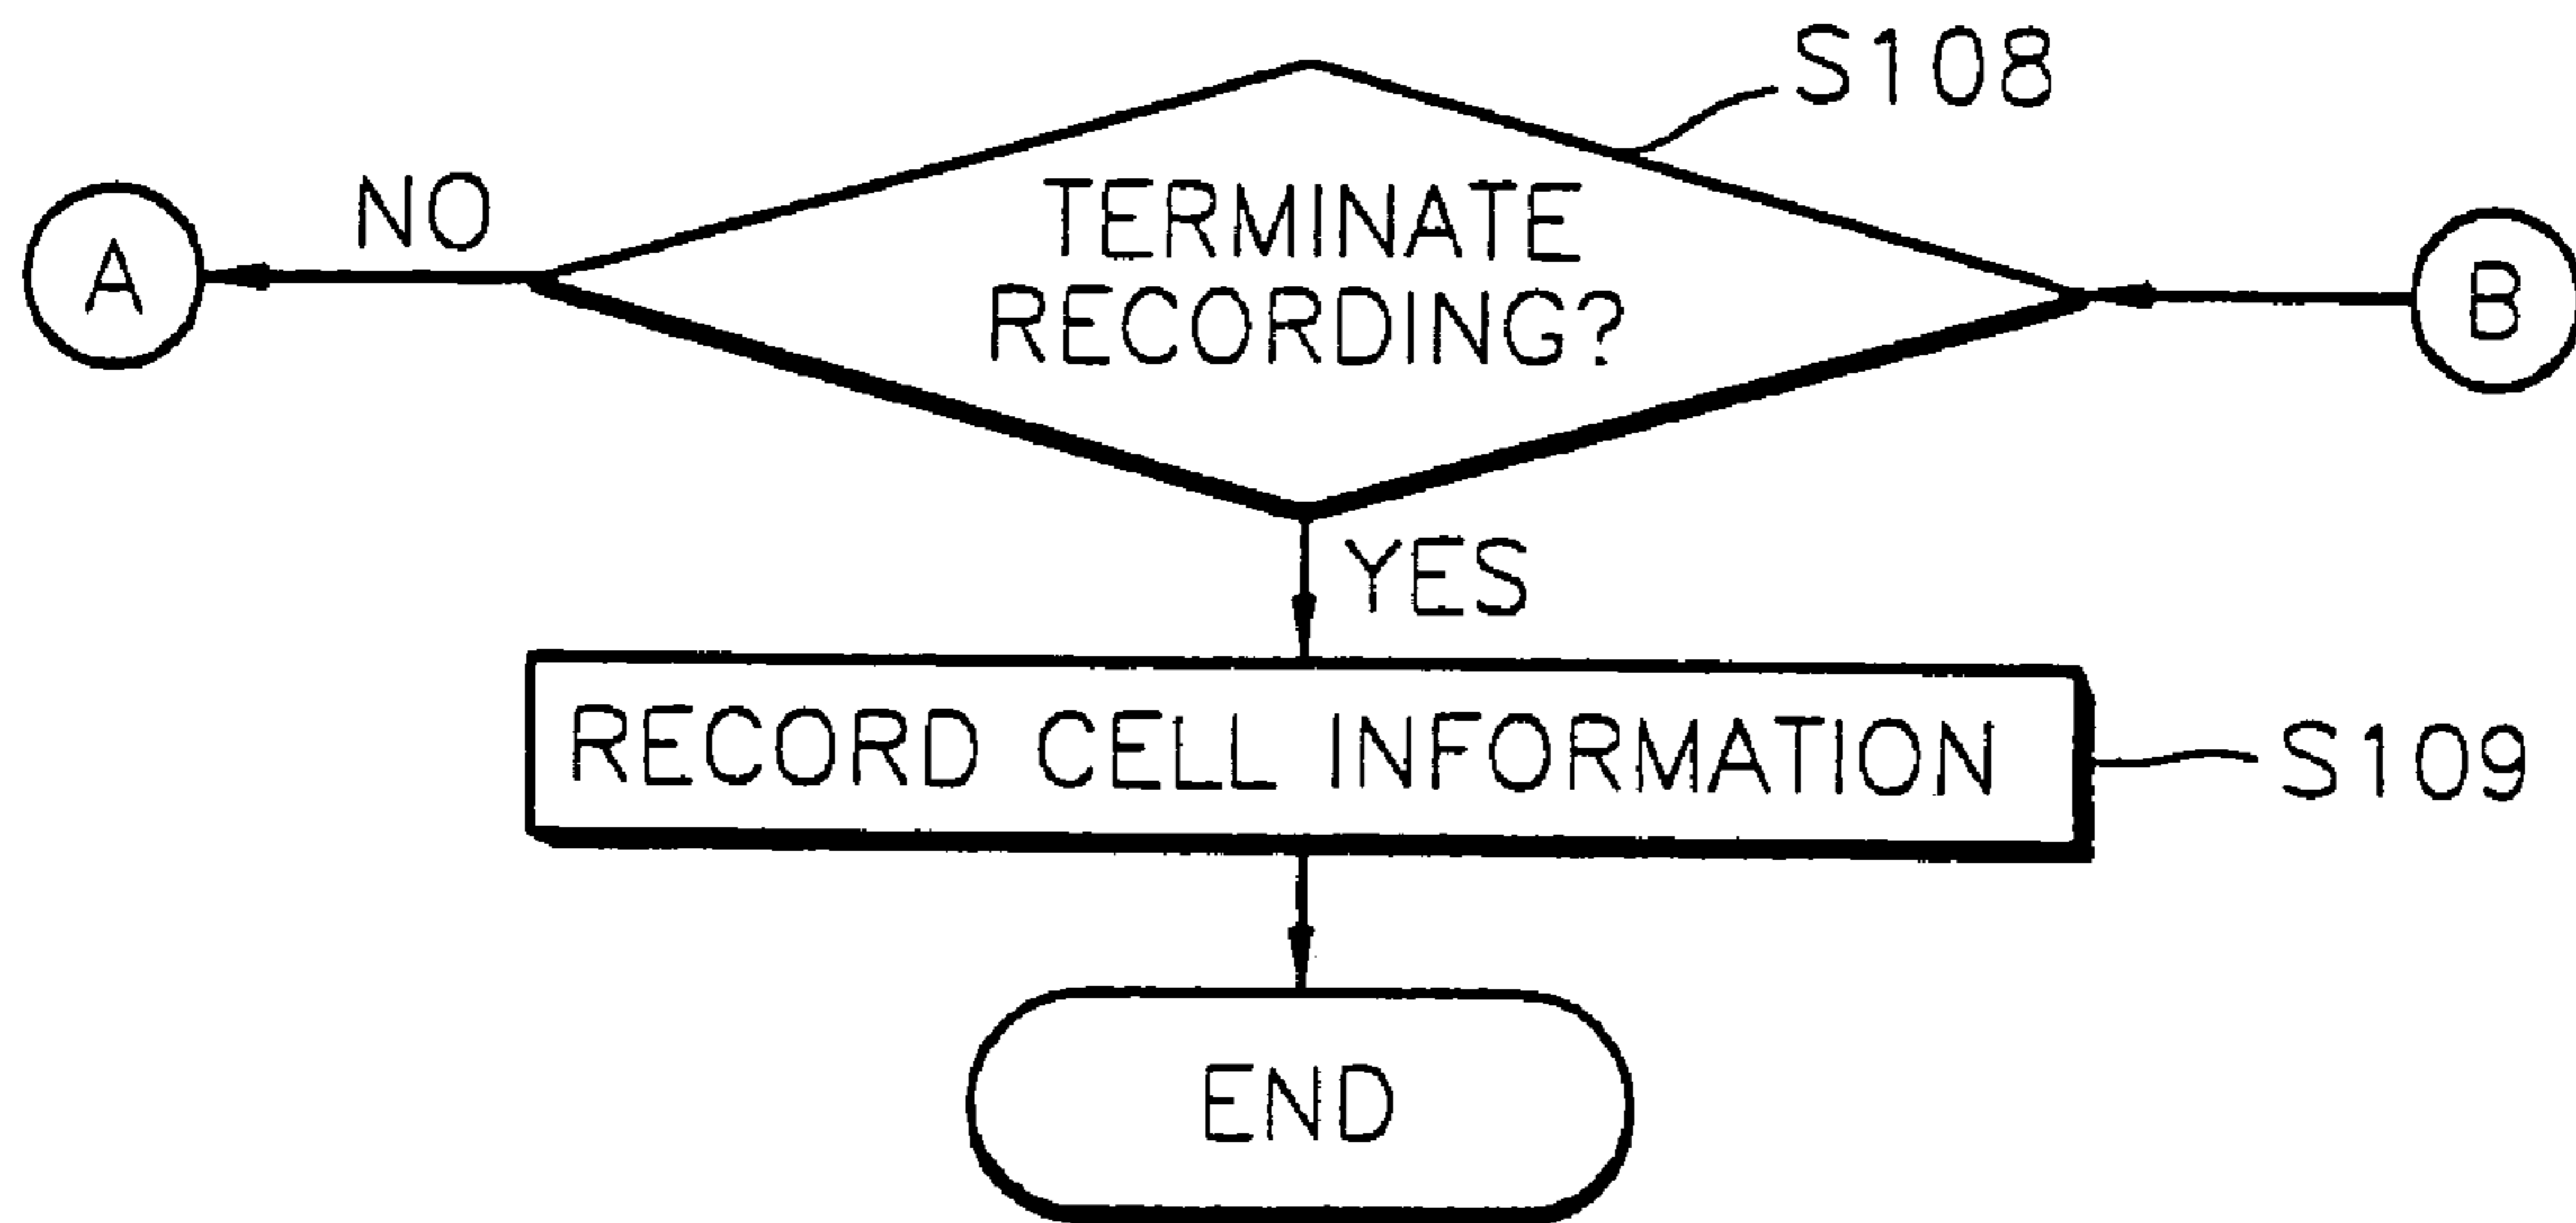 S108
NO
A
TERMINATE
RECORDING?
B
YES
RECORD CELL INFORMATION
S109
END